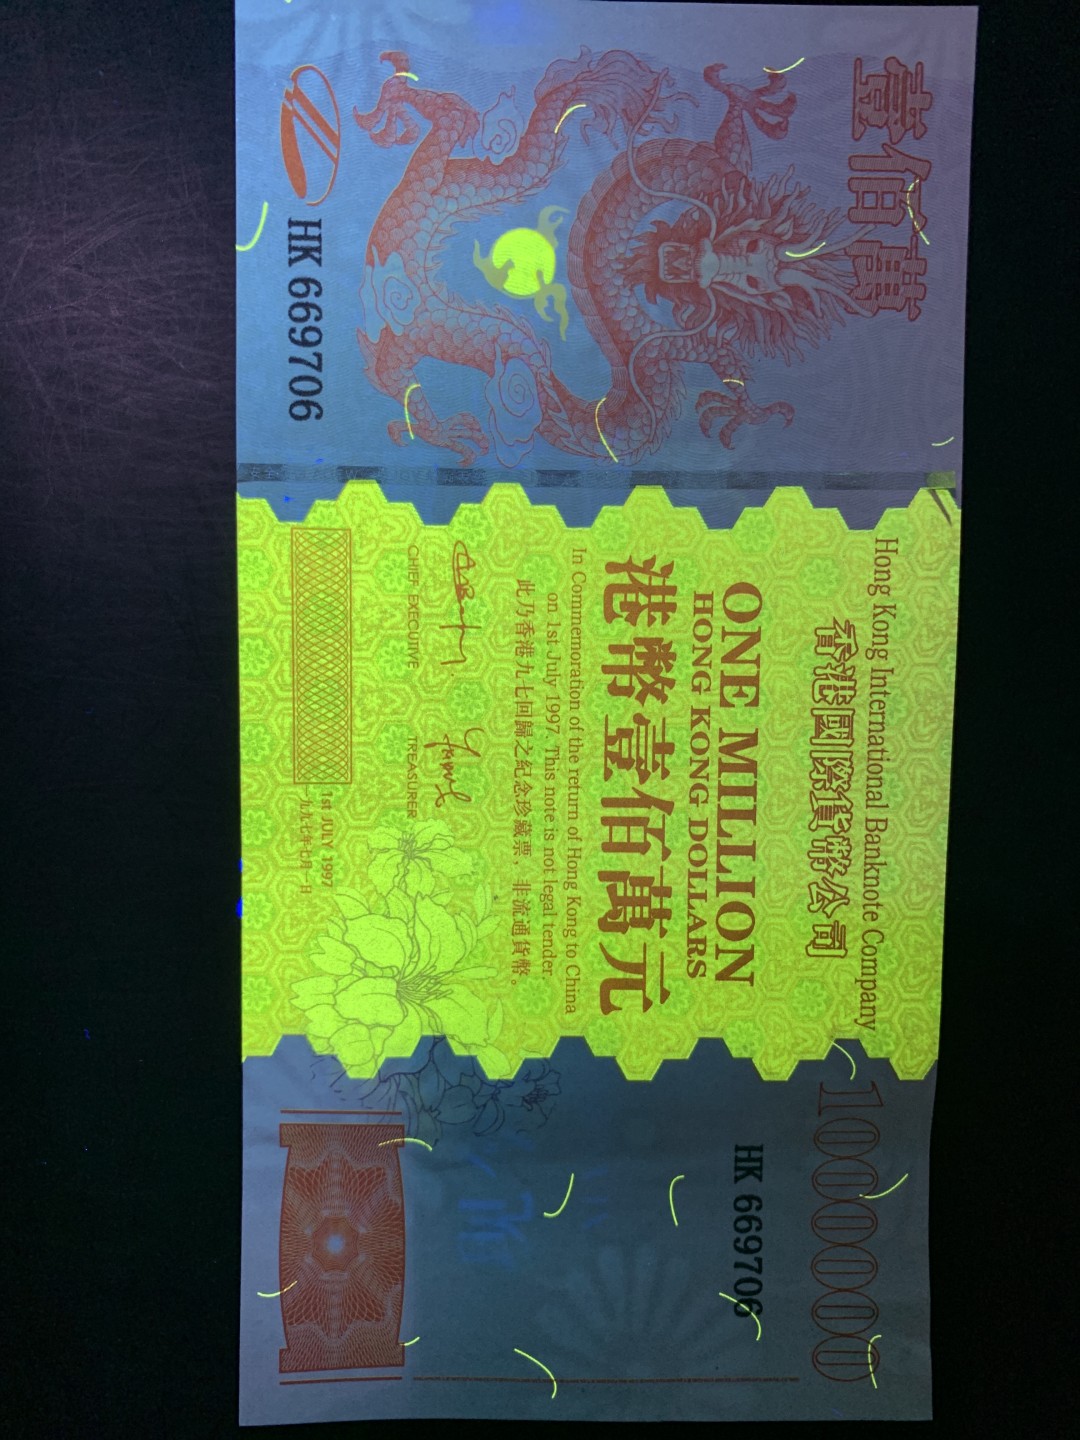 壹佰萬
Hong Kong International Banknote Company
香港國際貨幣公司
ONE MILLION
HONG KONG DOLLARS
港幣壹佰萬元
In Commemoration of the return of Hong Kong to China
on 1st July 1997. This note is not legal tender.
此乃香港九七回歸之紀念珍藏票，非流通貨幣。
CHIEF EXECUTIVE
TREASURER
1st JULY 1997
一九九七年七月一日
HK 669706
1000000
HK 669706